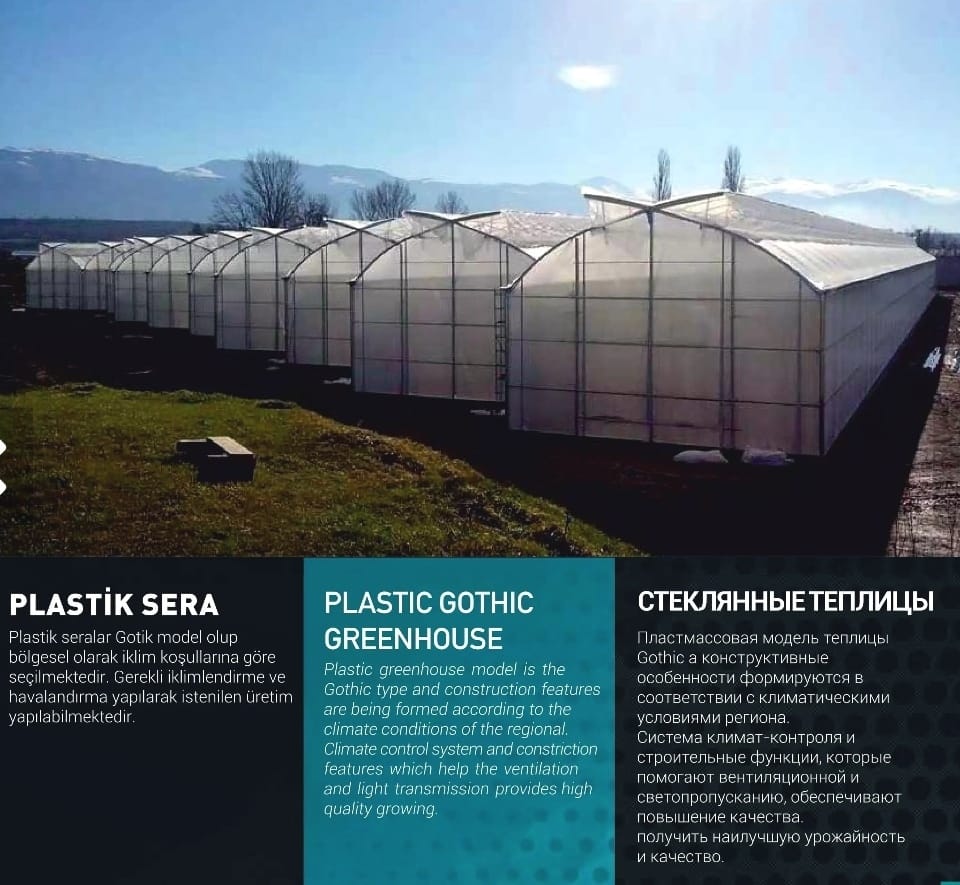 PLASTİK SERA
Plastik seralar Gotik model olup
bölgesel olarak iklim koşullarına göre
seçilmektedir. Gerekli iklimlendirme ve
havalandırma yapılarak istenilen üretim
yapılabilmektedir.
PLASTIC GOTHIC
GREENHOUSE
Plastic greenhouse model is the
Gothic type and construction features
are being formed according to the
climate conditions of the regional.
Climate control system and constriction
features which help the ventilation
and light transmission provides high
quality growing.
СТЕКЛЯННЫЕ ТЕПЛИЦЫ
Пластмассовая модель теплицы
Gothic а конструктивные
особенности формируются в
соответствии с климатическими
условиями региона.
Система климат-контроля и
строительные функции, которые
помогают вентиляционной и
светопропусканию, обеспечивают
повышение качества.
получить наилучшую урожайность
и качество.